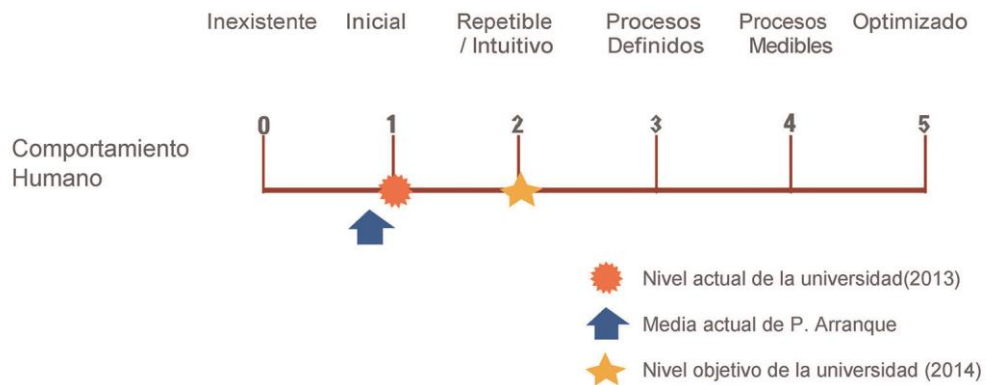 Inexistente Inicial Repetible Procesos Procesos Optimizado
/ Intuitivo Definidos Medibles
0 1 2 3 4 5
Comportamiento
Humano
Nivel actual de la universidad(2013)
Media actual de P. Arranque
Nivel objetivo de la universidad (2014)